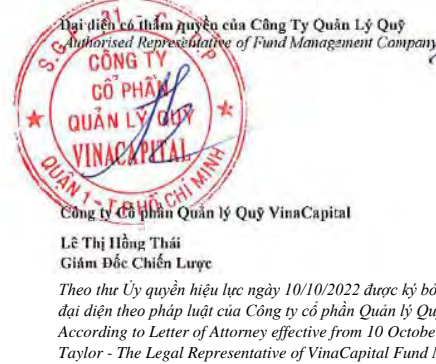 Đại diện có thẩm quyền của Công Ty Quản Lý Quỹ
Authorised Representative of Fund Management Company
CÔNG TY
CỔ PHẦN
QUẢN LÝ QUỸ
VINACAPITAL
QUẬN 1 - T.P HỒ CHÍ MINH
Công ty Cổ phần Quản lý Quỹ VinaCapital
Lê Thị Hồng Thái
Giám Đốc Chiến Lược
Theo thư Ủy quyền hiệu lực ngày 10/10/2022 được ký bở
đại diện theo pháp luật của Công ty cổ phần Quản lý Qu
According to Letter of Attorney effective from 10 Octobe
Taylor - The Legal Representative of VinaCapital Fund